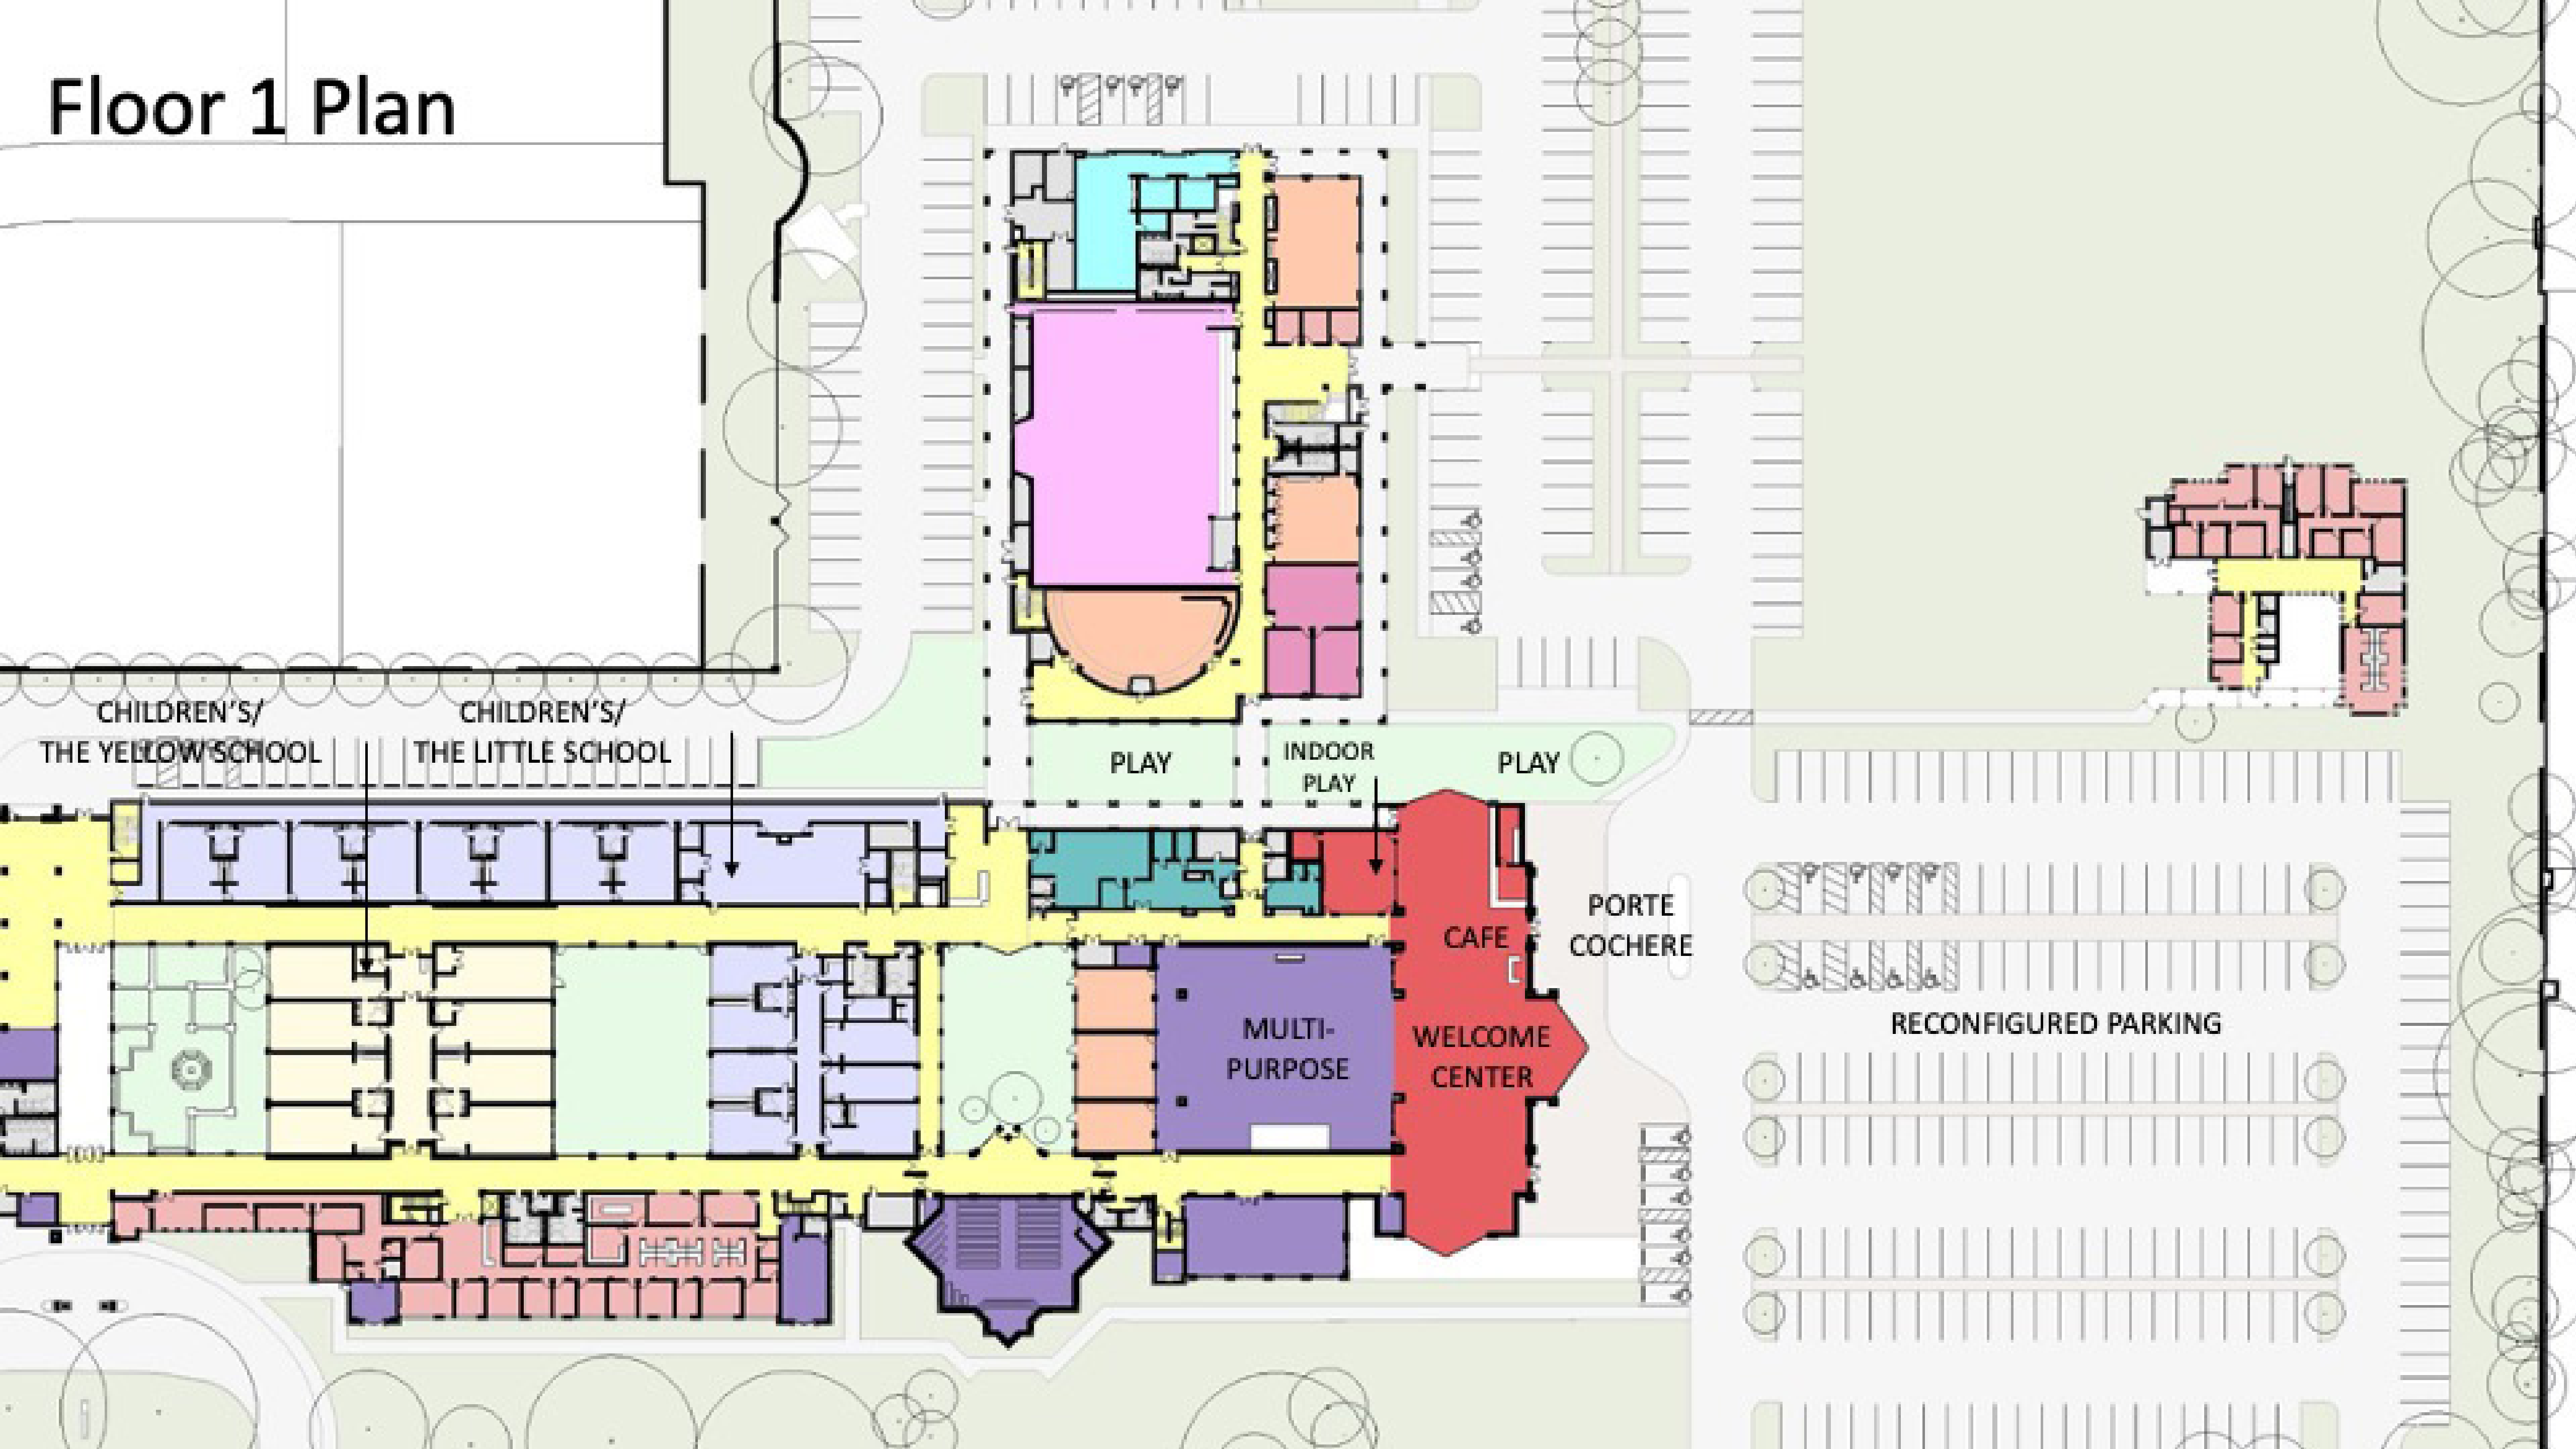 Floor 1 Plan
CHILDREN'S/
THE YELLOW SCHOOL
CHILDREN'S/
THE LITTLE SCHOOL
PLAY
INDOOR
PLAY
PLAY
CAFE
PORTE
COCHERE
MULTI-
PURPOSE
WELCOME
CENTER
RECONFIGURED PARKING